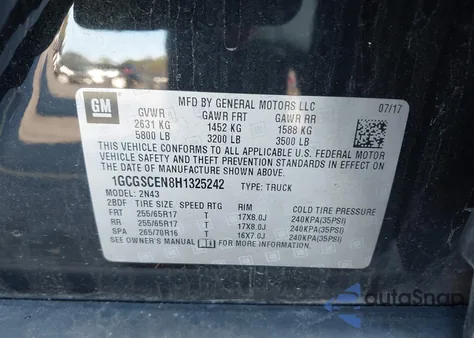 GM
MFD BY GENERAL MOTORS LLC
07/17
GVWR GAWR FRT GAWR RR
2631 KG 1452 KG 1588 KG
5800 LB 3200 LB 3500 LB
THIS VEHICLE CONFORMS TO ALL APPLICABLE U.S.
FEDERAL MOTOR VEHICLE SAFETY AND THEFT
PREVENTION STANDARDS IN EFFECT ON
THE DATE OF MANUFACTURE SHOWN ABOVE.
1GCGSCEN8H1325242 TYPE: TRUCK
MODEL: 2N43
2BDF TIRE SIZE SPEED RTG RIM COLD TIRE PRESSURE
FRT 255/65R17 T 17X8.0J 240KPA(35PSI)
RR 255/65R17 T 17X8.0J 240KPA(35PSI)
SPA 265/70R16 T 16X7.0J 240KPA(35PSI)
SEE OWNER'S MANUAL FOR MORE INFORMATION.
autoSnap